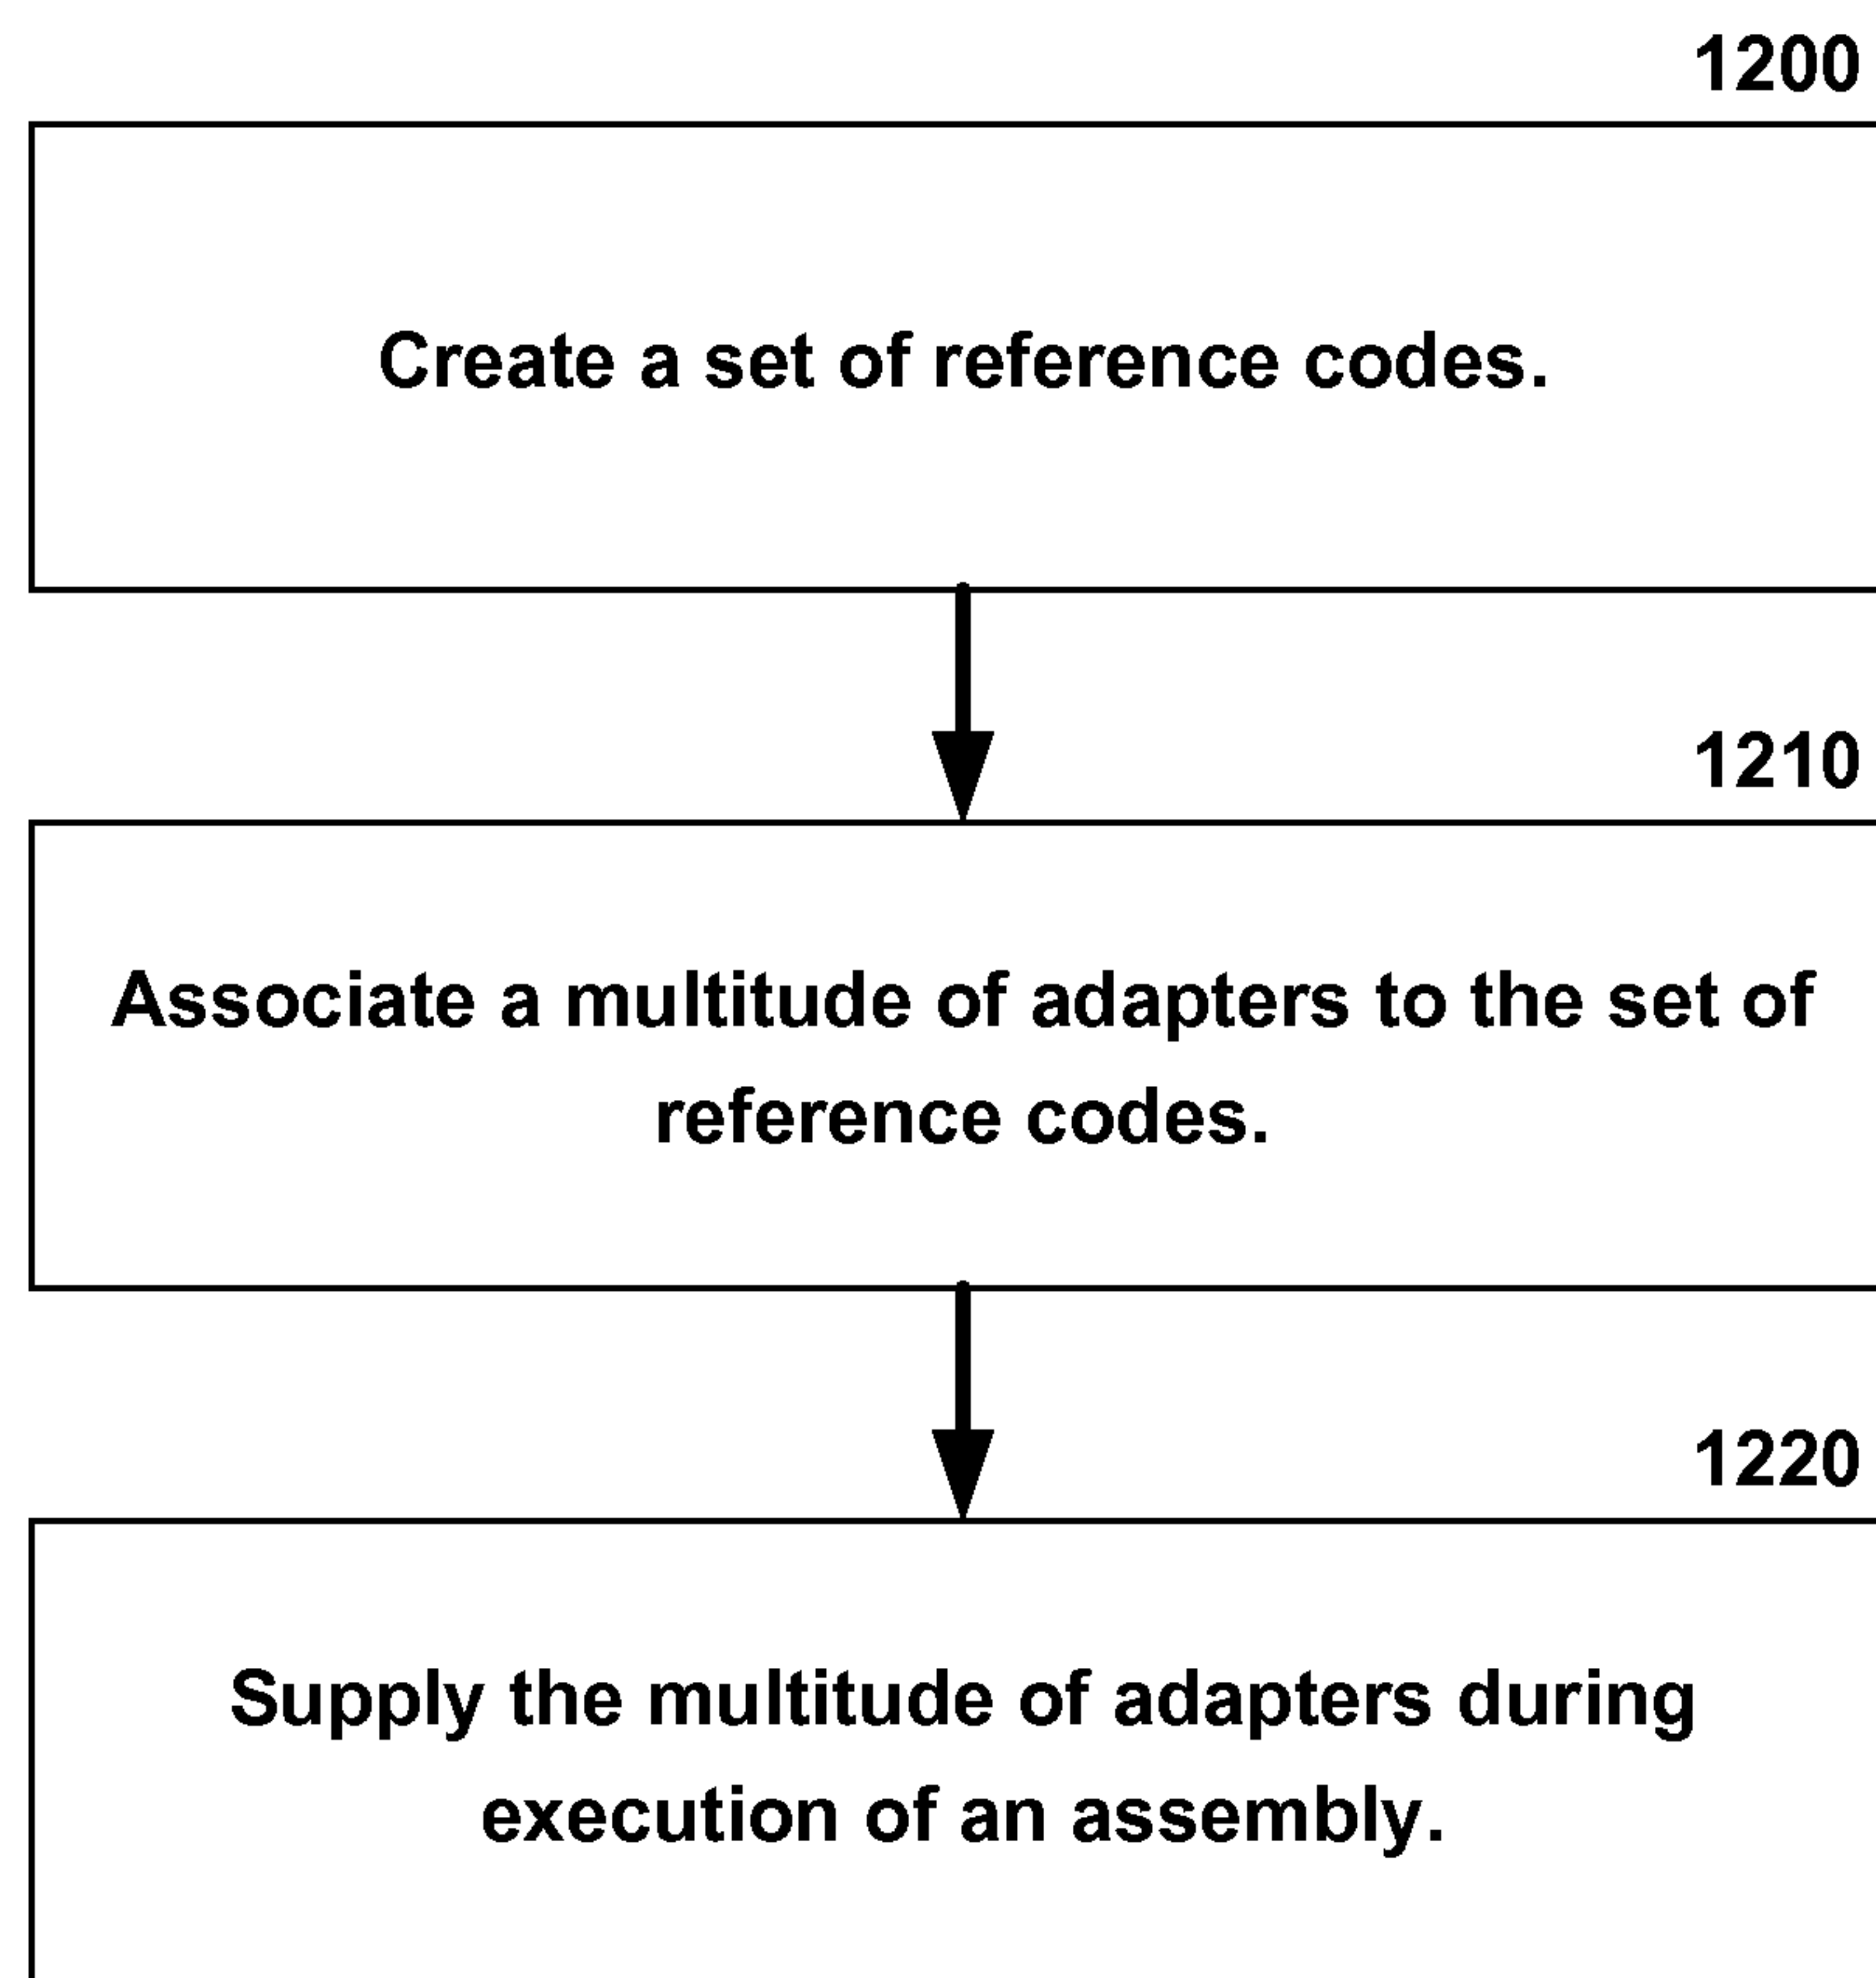 1200
Create a set of reference codes.
1210
Associate a multitude of adapters to the set of
reference codes.
1220
Supply the multitude of adapters during
execution of an assembly.